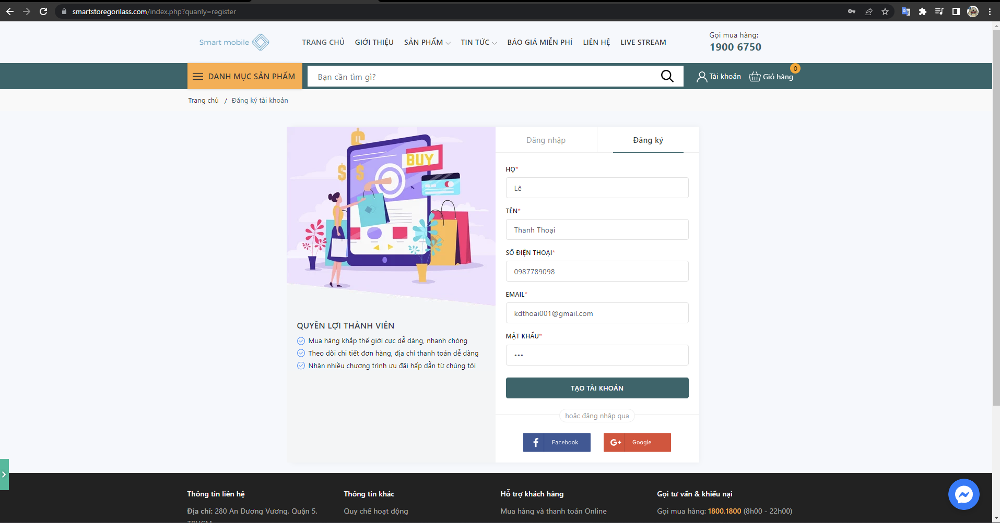 smartstoregorilass.com/index.php?quanly=register
Smart mobile
TRANG CHỦ
GIỚI THIỆU
SẢN PHẨM
TIN TỨC
BÁO GIÁ MIỄN PHÍ
LIÊN HỆ
LIVE STREAM
Gọi mua hàng:
1900 6750
DANH MỤC SẢN PHẨM
Bạn cần tìm gì?
Tài khoản
Giỏ hàng
0
Trang chủ / Đăng ký tài khoản
BUY
QUYỀN LỢI THÀNH VIÊN
Mua hàng khắp thế giới cực dễ dàng, nhanh chóng
Theo dõi chi tiết đơn hàng, địa chỉ thanh toán dễ dàng
Nhận nhiều chương trình ưu đãi hấp dẫn từ chúng tôi
Đăng nhập
Đăng ký
HỌ*
Lê
TÊN*
Thanh Thoại
SỐ ĐIỆN THOẠI*
0987789098
EMAIL*
kdthoai001@gmail.com
MẬT KHẨU*
•••
TẠO TÀI KHOẢN
hoặc đăng nhập qua
f Facebook
G+ Google
Thông tin liên hệ
Địa chỉ: 280 An Dương Vương, Quận 5,
Thông tin khác
Quy chế hoạt động
Hỗ trợ khách hàng
Mua hàng và thanh toán Online
Gọi tư vấn & khiếu nại
Gọi mua hàng: 1800.1800 (8h00 - 22h00)